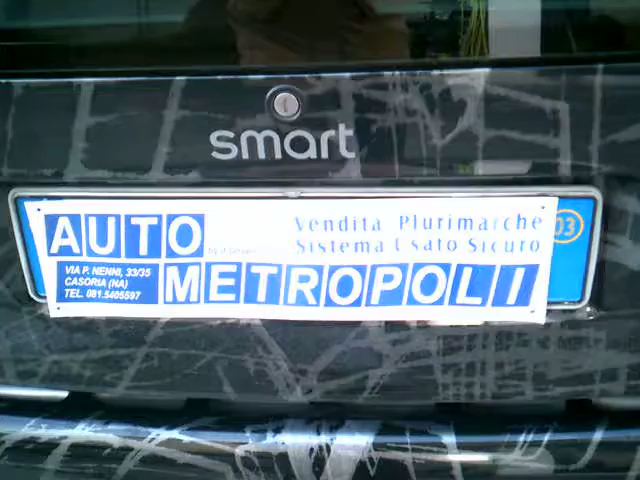 smart
AUTO
Vendita Plurimarche
Sistema Usato Sicuro
03
VIA P. NENNI, 33/35
CASORIA (NA)
TEL. 081.5405597
METROPOLI